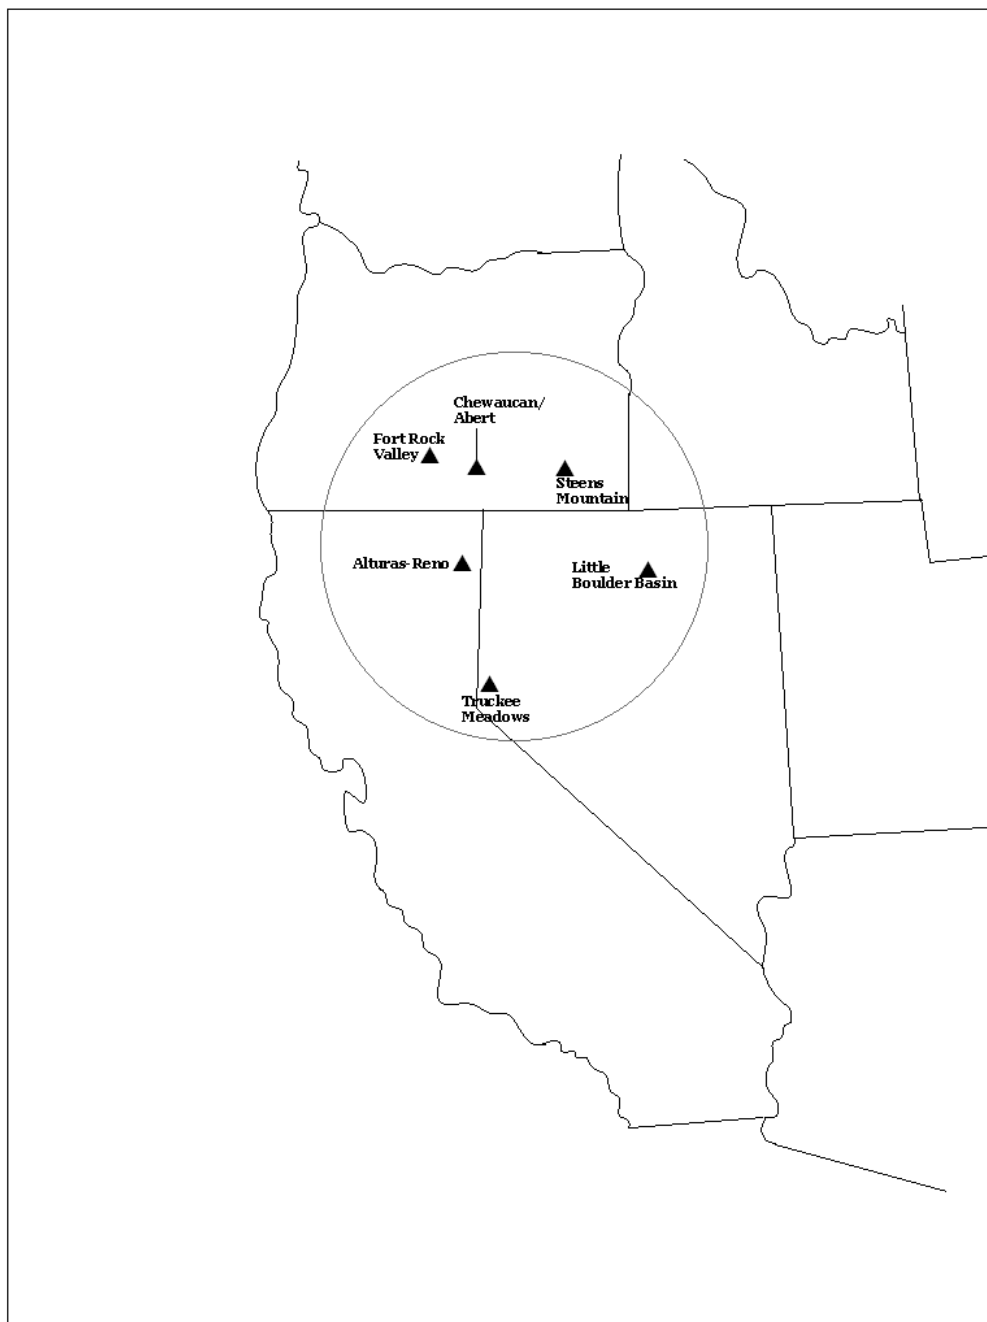 Chewaucan/
Abert
Fort Rock
Valley
Steens
Mountain
Alturas-Reno
Little
Boulder Basin
Truckee
Meadows